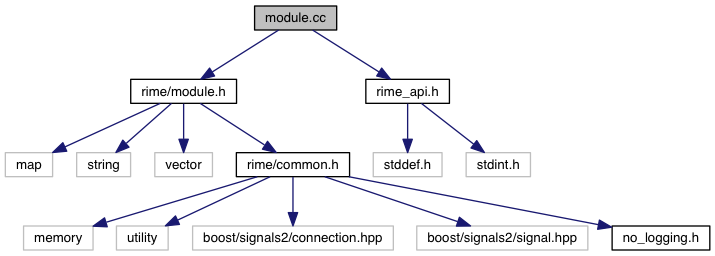 module.cc
rime/module.h
rime_api.h
map
string
vector
rime/common.h
stddef.h
stdint.h
memory
utility
boost/signals2/connection.hpp
boost/signals2/signal.hpp
no_logging.h